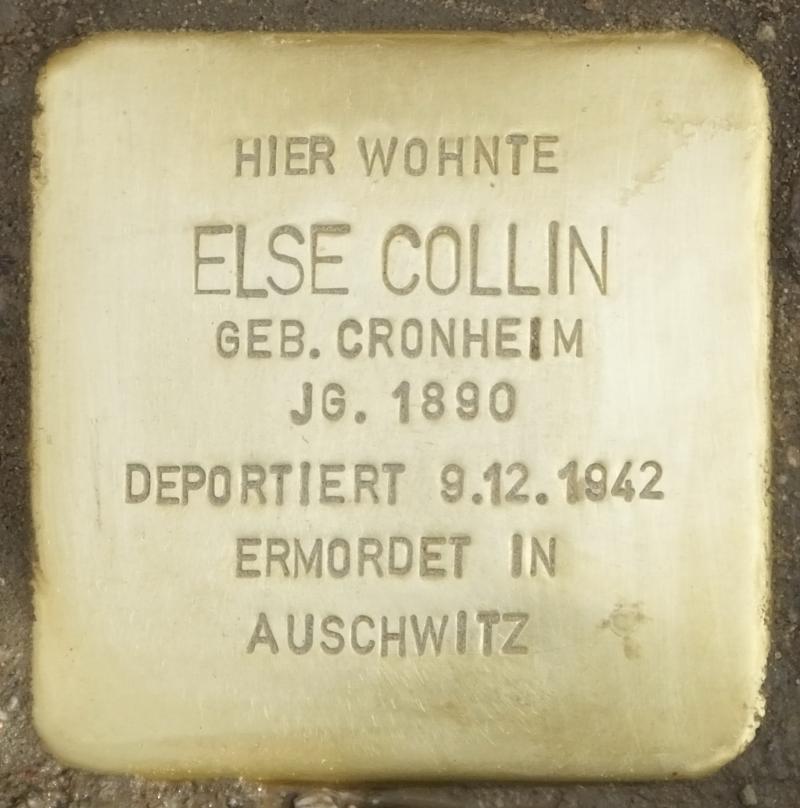 HIER WOHNTE
ELSE COLLIN
GEB. CRONHEIM
JG. 1890
DEPORTIERT 9.12.1942
ERMORDET IN
AUSCHWITZ